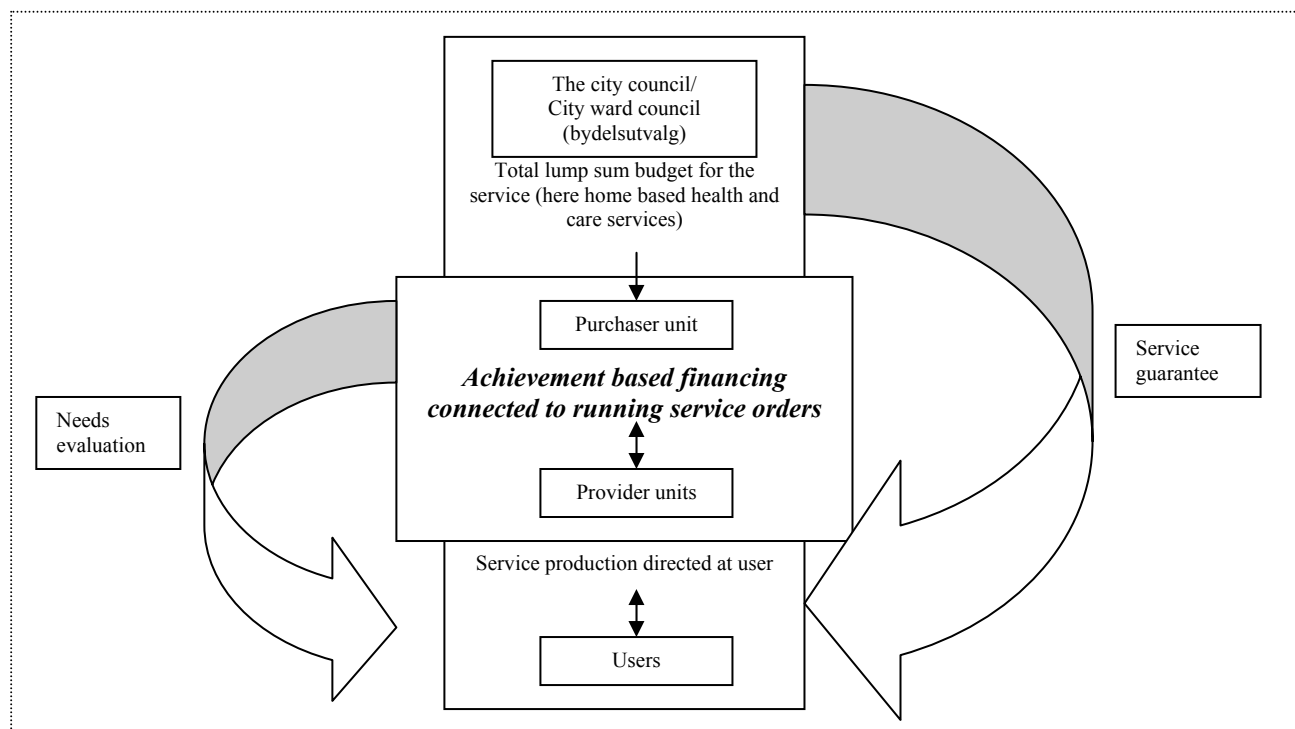 The city council/
City ward council
(bydelsutvalg)
Total lump sum budget for the
service (here home based health and
care services)
Purchaser unit
Achievement based financing
connected to running service orders
Service
guarantee
Needs
evaluation
Provider units
Service production directed at user
Users